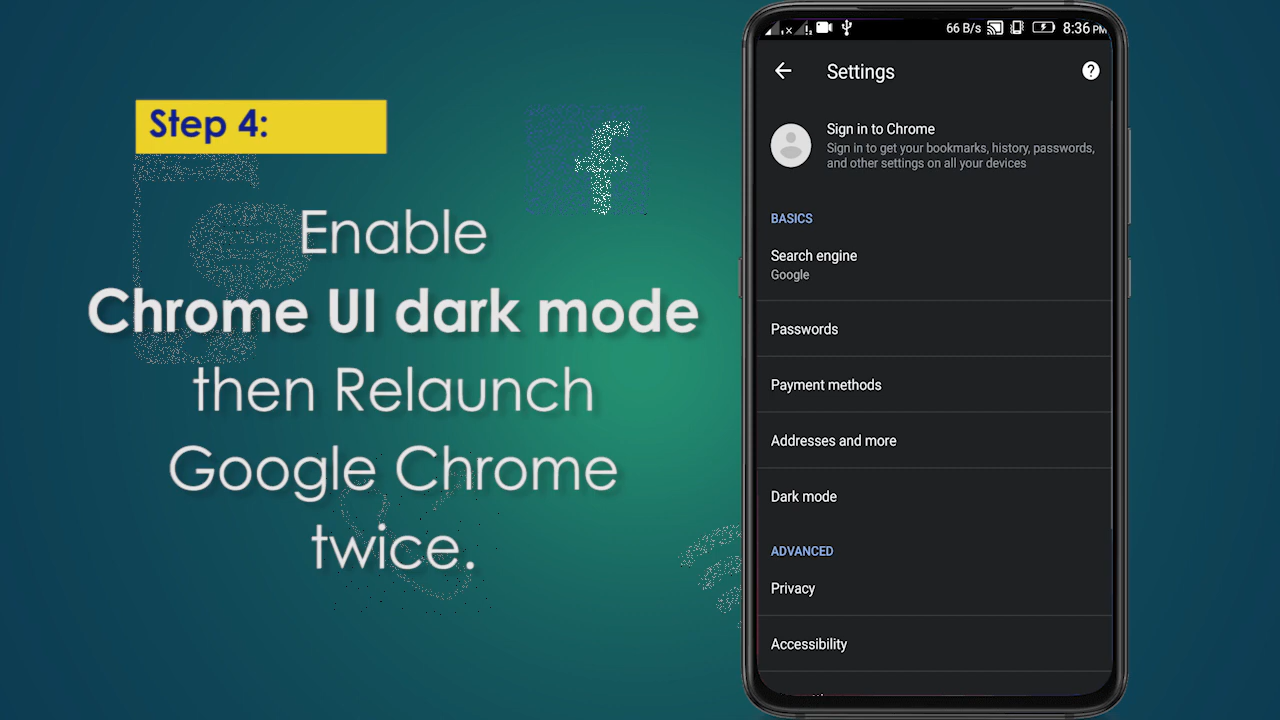 Step 4:
Enable
Chrome UI dark mode
then Relaunch
Google Chrome
twice.
66 B/s
8:36 PM
Settings
Sign in to Chrome
Sign in to get your bookmarks, history, passwords,
and other settings on all your devices
BASICS
Search engine
Google
Passwords
Payment methods
Addresses and more
Dark mode
ADVANCED
Privacy
Accessibility